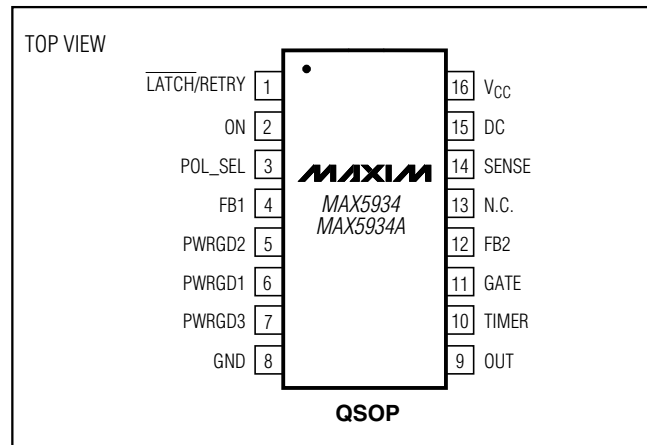 TOP VIEW
LATCH/RETRY 1
ON 2
POL_SEL 3
FB1 4
PWRGD2 5
PWRGD1 6
PWRGD3 7
GND 8
MAXIM
MAX5934
MAX5934A
16 VCC
15 DC
14 SENSE
13 N.C.
12 FB2
11 GATE
10 TIMER
9 OUT
QSOP